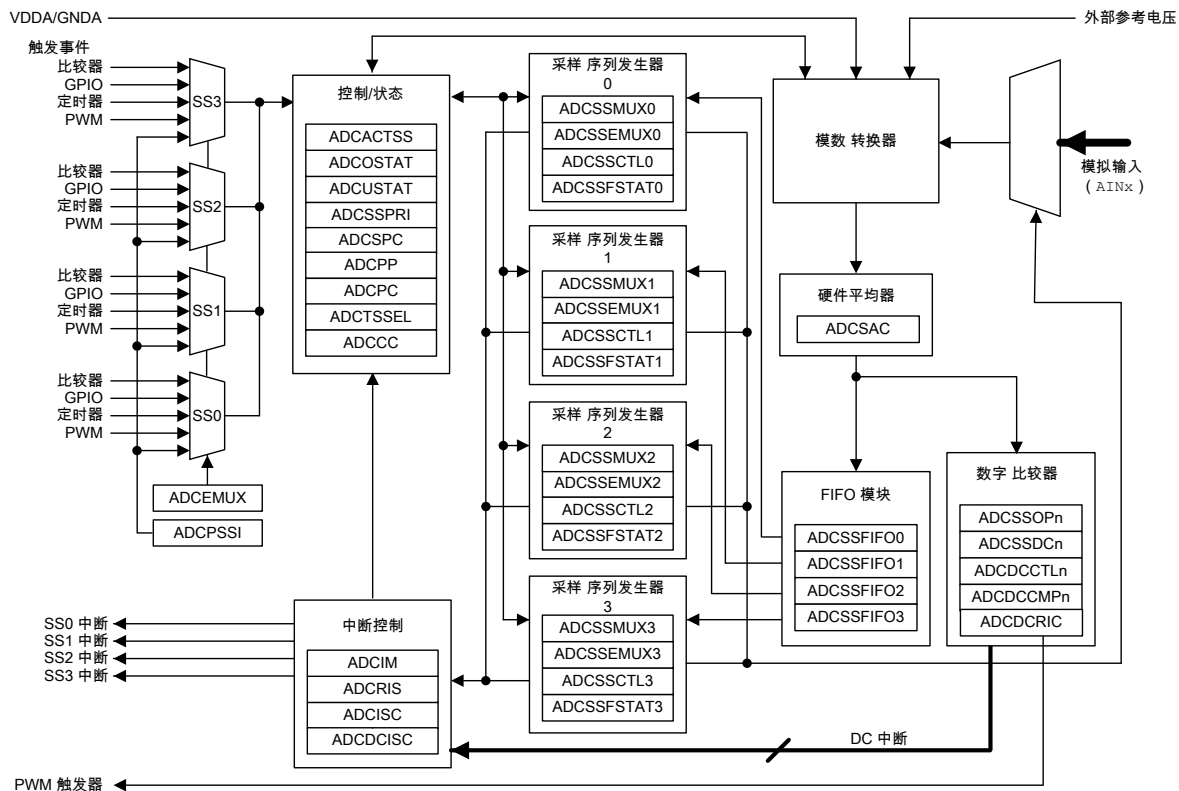 VDDA/GNDA
外部参考电压
触发事件
比较器
GPIO
定时器
PWM
SS3
比较器
GPIO
定时器
PWM
SS2
比较器
GPIO
定时器
PWM
SS1
比较器
GPIO
定时器
PWM
SS0
ADCEMUX
ADCPSSI
控制/状态
ADCACTSS
ADCOSTAT
ADCUSTAT
ADCSSPRI
ADCSPC
ADCPP
ADCPC
ADCTSSEL
ADCCC
采样 序列发生器
0
ADCSSMUX0
ADCSSEMUX0
ADCSSCTL0
ADCSSFSTAT0
采样 序列发生器
1
ADCSSMUX1
ADCSSEMUX1
ADCSSCTL1
ADCSSFSTAT1
采样 序列发生器
2
ADCSSMUX2
ADCSSEMUX2
ADCSSCTL2
ADCSSFSTAT2
采样 序列发生器
3
ADCSSMUX3
ADCSSEMUX3
ADCSSCTL3
ADCSSFSTAT3
模数 转换器
模拟输入
( AINx )
硬件平均器
ADCSAC
FIFO 模块
ADCSSFIFO0
ADCSSFIFO1
ADCSSFIFO2
ADCSSFIFO3
数字 比较器
ADCSSOPn
ADCSSDCn
ADCDCCTLn
ADCDCCMPn
ADCDCRIC
SS0 中断
SS1 中断
SS2 中断
SS3 中断
中断控制
ADCIM
ADCRIS
ADCISC
ADCDCISC
DC 中断
PWM 触发器